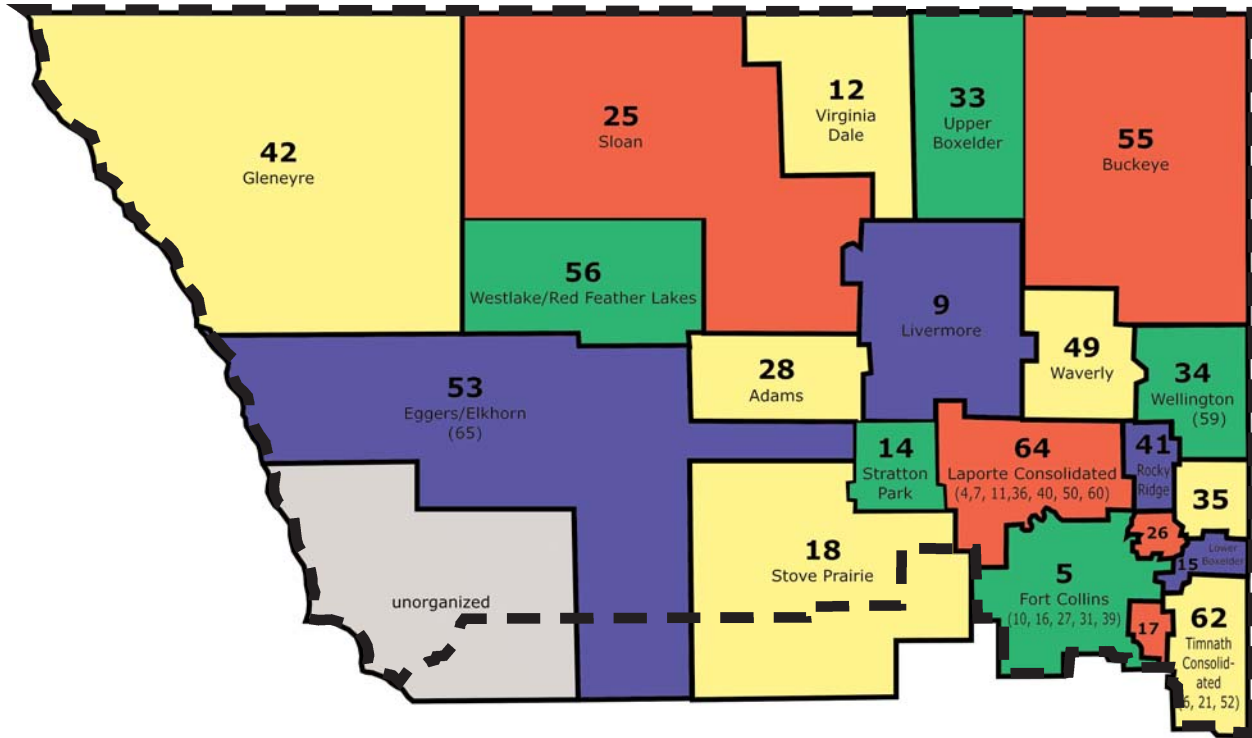 42
Gleneyre
25
Sloan
12
Virginia
Dale
33
Upper
Boxelder
55
Buckeye
56
Westlake/Red Feather Lakes
9
Livermore
53
Eggers/Elkhorn
(65)
28
Adams
49
Waverly
34
Wellington
(59)
14
Stratton
Park
64
Laporte Consolidated
(4,7, 11,36, 40, 50, 60)
41
Rocky
Ridge
35
26
15
Lower
Boxelder
18
Stove Prairie
unorganized
5
Fort Collins
(10, 16, 27, 31, 39)
17
62
Timnath
Consolid-
ated
(6, 21, 52)